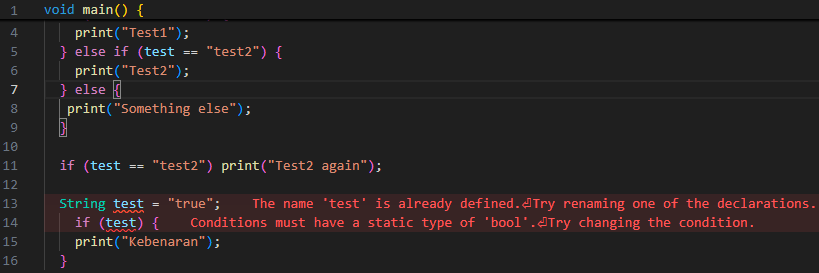 1 void main() {
4 print("Test1");
5 } else if (test == "test2") {
6 print("Test2");
7 } else {
8 print("Something else");
9 }
10
11 if (test == "test2") print("Test2 again");
12
13 String test = "true"; The name 'test' is already defined.⏎Try renaming one of the declarations.
14 if (test) { Conditions must have a static type of 'bool'.⏎Try changing the condition.
15 print("Kebenaran");
16 }